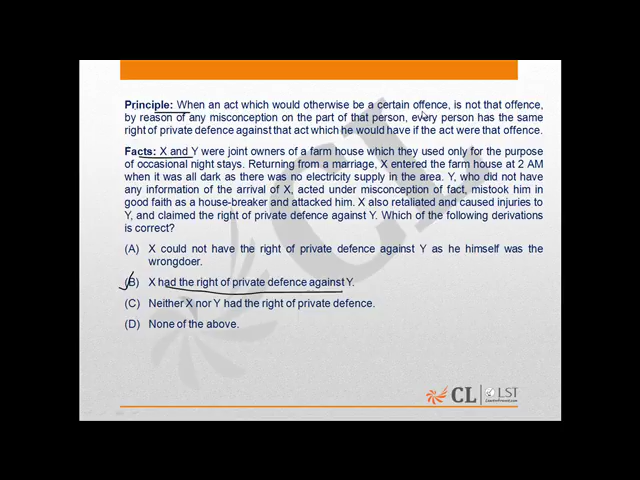 Principle: When an act which would otherwise be a certain offence, is not that offence,
by reason of any misconception on the part of that person, every person has the same
right of private defence against that act which he would have if the act were that offence.
Facts: X and Y were joint owners of a farm house which they used only for the purpose
of occasional night stays. Returning from a marriage, X entered the farm house at 2 AM
when it was all dark as there was no electricity supply in the area. Y, who did not have
any information of the arrival of X, acted under misconception of fact, mistook him in
good faith as a house-breaker and attacked him. X also retaliated and caused injuries to
Y, and claimed the right of private defence against Y. Which of the following derivations
is correct?
(A) X could not have the right of private defence against Y as he himself was the
wrongdoer.
(B) X had the right of private defence against Y.
(C) Neither X nor Y had the right of private defence.
(D) None of the above.
CL
CL | LST